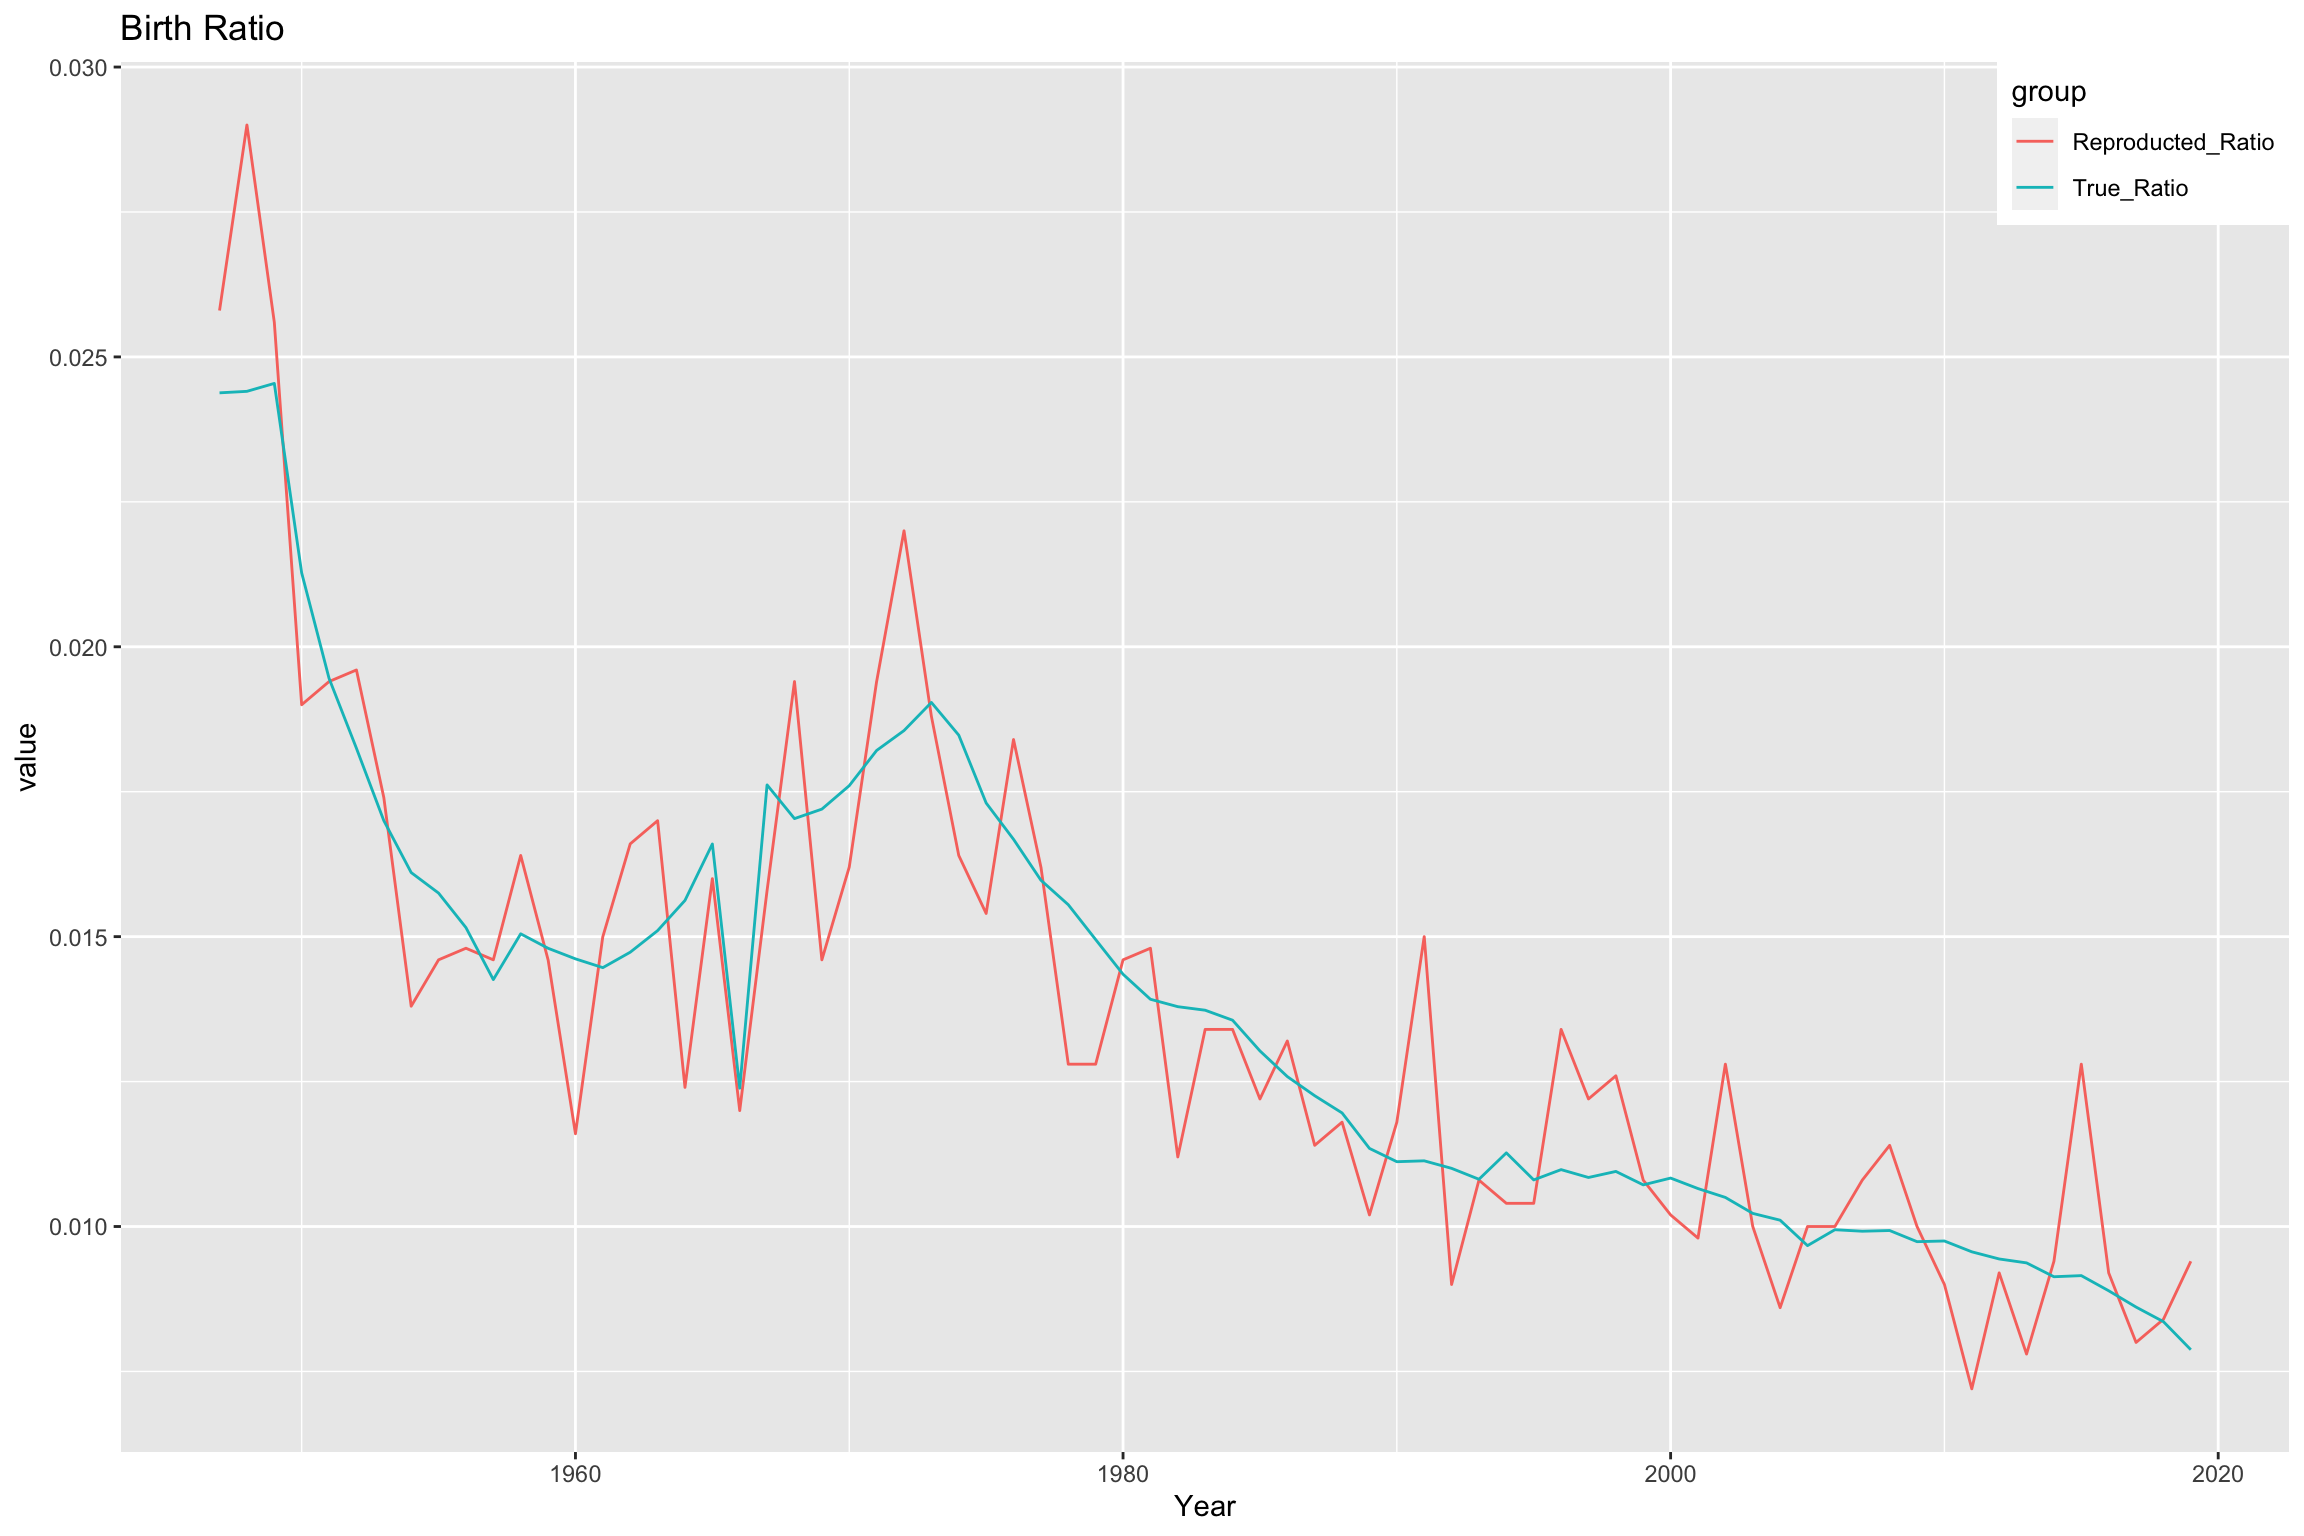 Birth Ratio
0.030
0.025
0.020
0.015
0.010
value
group
Reproducted_Ratio
True_Ratio
1960
1980
2000
2020
Year